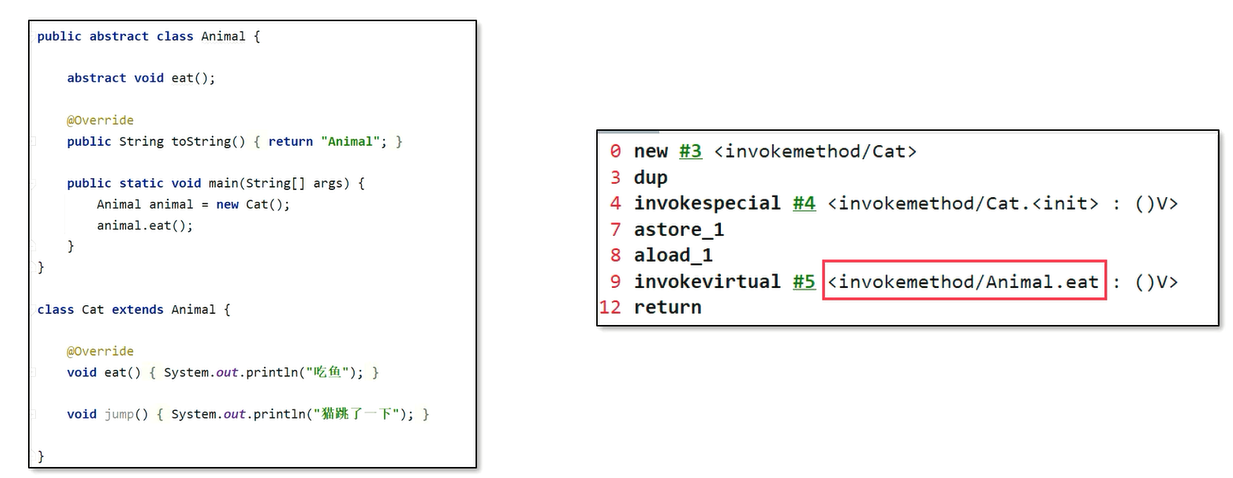 public abstract class Animal {
abstract void eat();
@Override
public String toString() { return "Animal"; }
public static void main(String[] args) {
Animal animal = new Cat();
animal.eat();
}
}
class Cat extends Animal {
@Override
void eat() { System.out.println("吃鱼"); }
void jump() { System.out.println("猫跳了一下"); }
}
0 new #3 <invokemethod/Cat>
3 dup
4 invokespecial #4 <invokemethod/Cat.<init> : ()V>
7 astore_1
8 aload_1
9 invokevirtual #5 <invokemethod/Animal.eat : ()V>
12 return